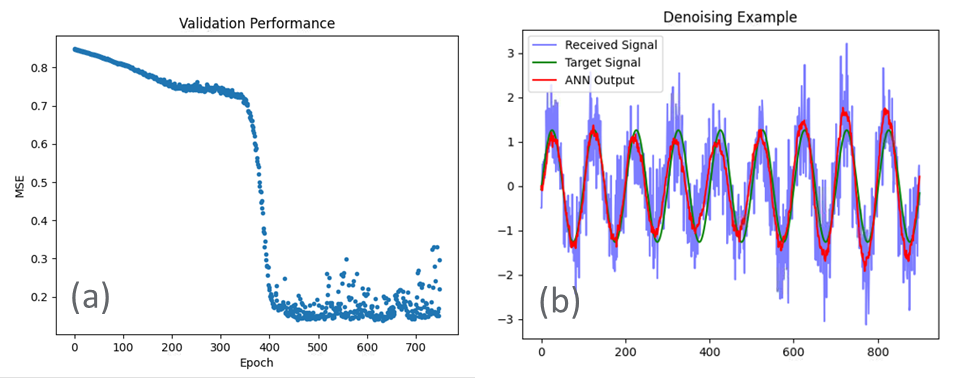 Validation Performance
0.8
0.7
0.6
0.5
0.4
0.3
0.2
MSE
(a)
0 100 200 300 400 500 600 700
Epoch
Denoising Example
Received Signal
Target Signal
ANN Output
3
2
1
0
−1
−2
−3
(b)
0 200 400 600 800